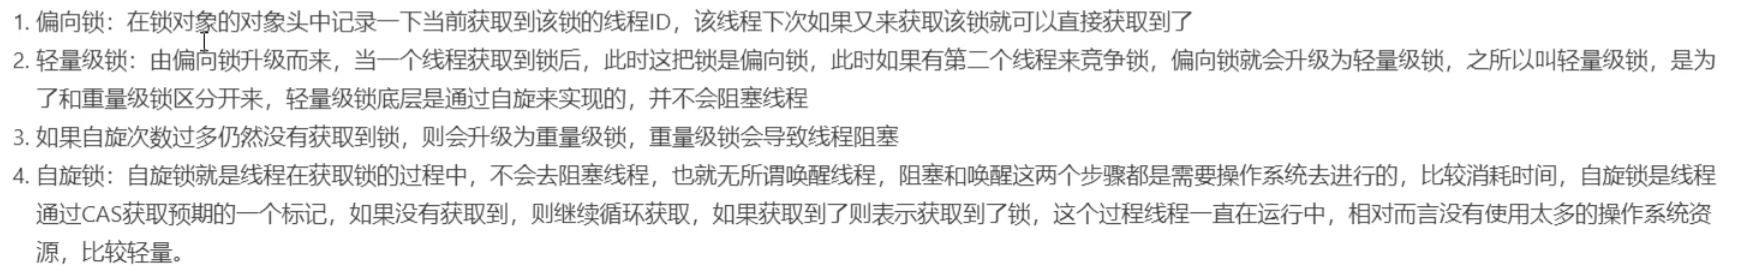 1. 偏向锁：在锁对象的对象头中记录一下当前获取到该锁的线程ID，该线程下次如果又来获取该锁就可以直接获取到了
2. 轻量级锁：由偏向锁升级而来，当一个线程获取到锁后，此时这把锁是偏向锁，此时如果有第二个线程来竞争锁，偏向锁就会升级为轻量级锁，之所以叫轻量级锁，是为
了和重量级锁区分开来，轻量级锁底层是通过自旋来实现的，并不会阻塞线程
3. 如果自旋次数过多仍然没有获取到锁，则会升级为重量级锁，重量级锁会导致线程阻塞
4. 自旋锁：自旋锁就是线程在获取锁的过程中，不会去阻塞线程，也就无所谓唤醒线程，阻塞和唤醒这两个步骤都是需要操作系统去进行的，比较消耗时间，自旋锁是线程
通过CAS获取预期的一个标记，如果没有获取到，则继续循环获取，如果获取到了则表示获取到了锁，这个过程线程一直在运行中，相对而言没有使用太多的操作系统资
源，比较轻量。